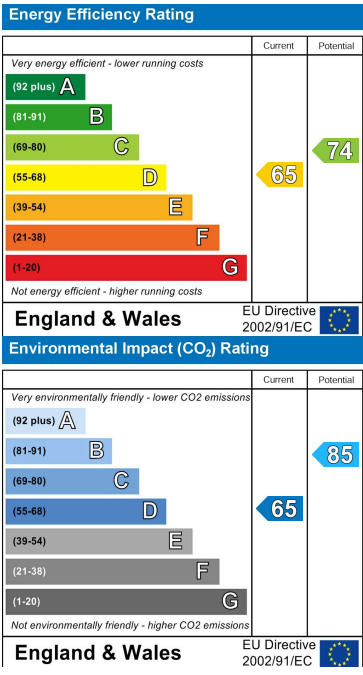 Energy Efficiency Rating
Current Potential
Very energy efficient - lower running costs
(92 plus) A
(81-91) B
(69-80) C
74
(55-68) D
65
(39-54) E
(21-38) F
(1-20) G
Not energy efficient - higher running costs
England & Wales
EU Directive
2002/91/EC
Environmental Impact (CO₂) Rating
Current Potential
Very environmentally friendly - lower CO2 emissions
(92 plus) A
(81-91) B
85
(69-80) C
(55-68) D
65
(39-54) E
(21-38) F
(1-20) G
Not environmentally friendly - higher CO2 emissions
England & Wales
EU Directive
2002/91/EC